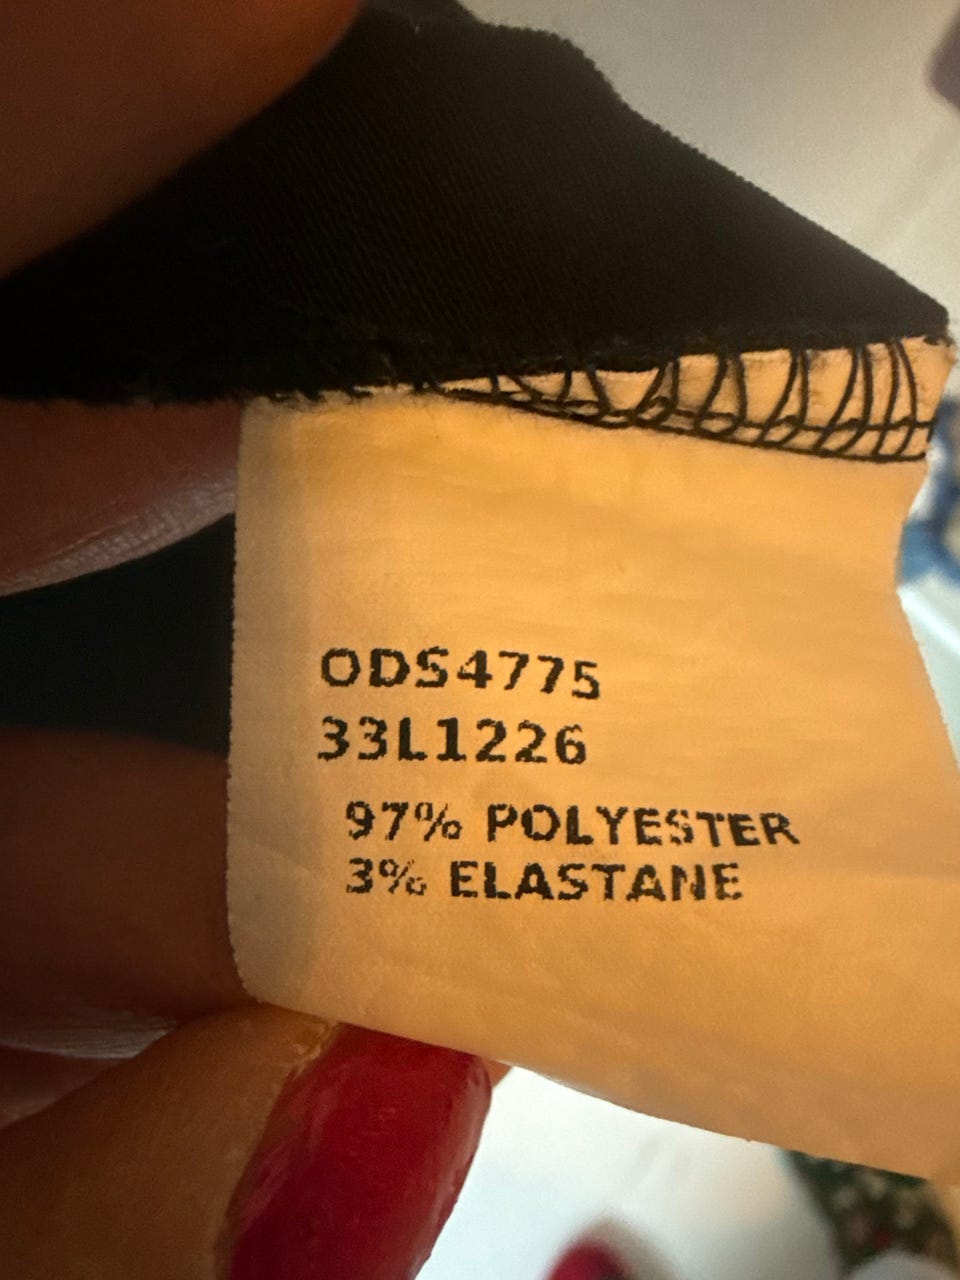 ODS4775
33L1226
97% POLYESTER
3% ELASTANE